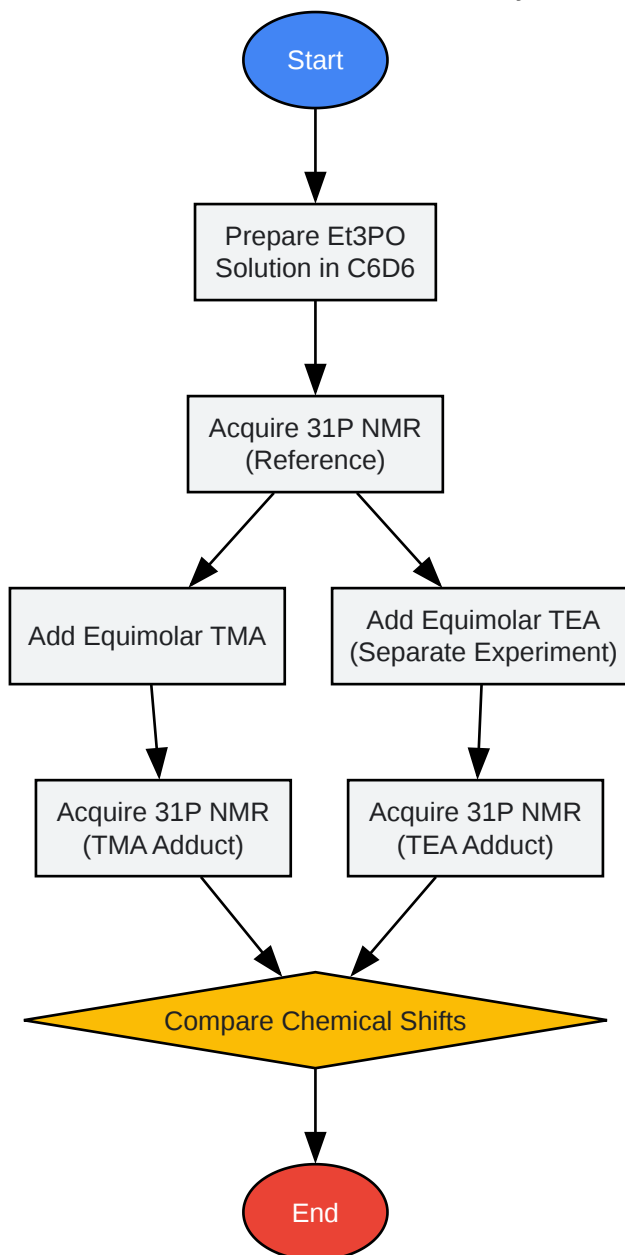 Start
Prepare Et3PO
Solution in C6D6
Acquire 31P NMR
(Reference)
Add Equimolar TMA
Add Equimolar TEA
(Separate Experiment)
Acquire 31P NMR
(TMA Adduct)
Acquire 31P NMR
(TEA Adduct)
Compare Chemical Shifts
End